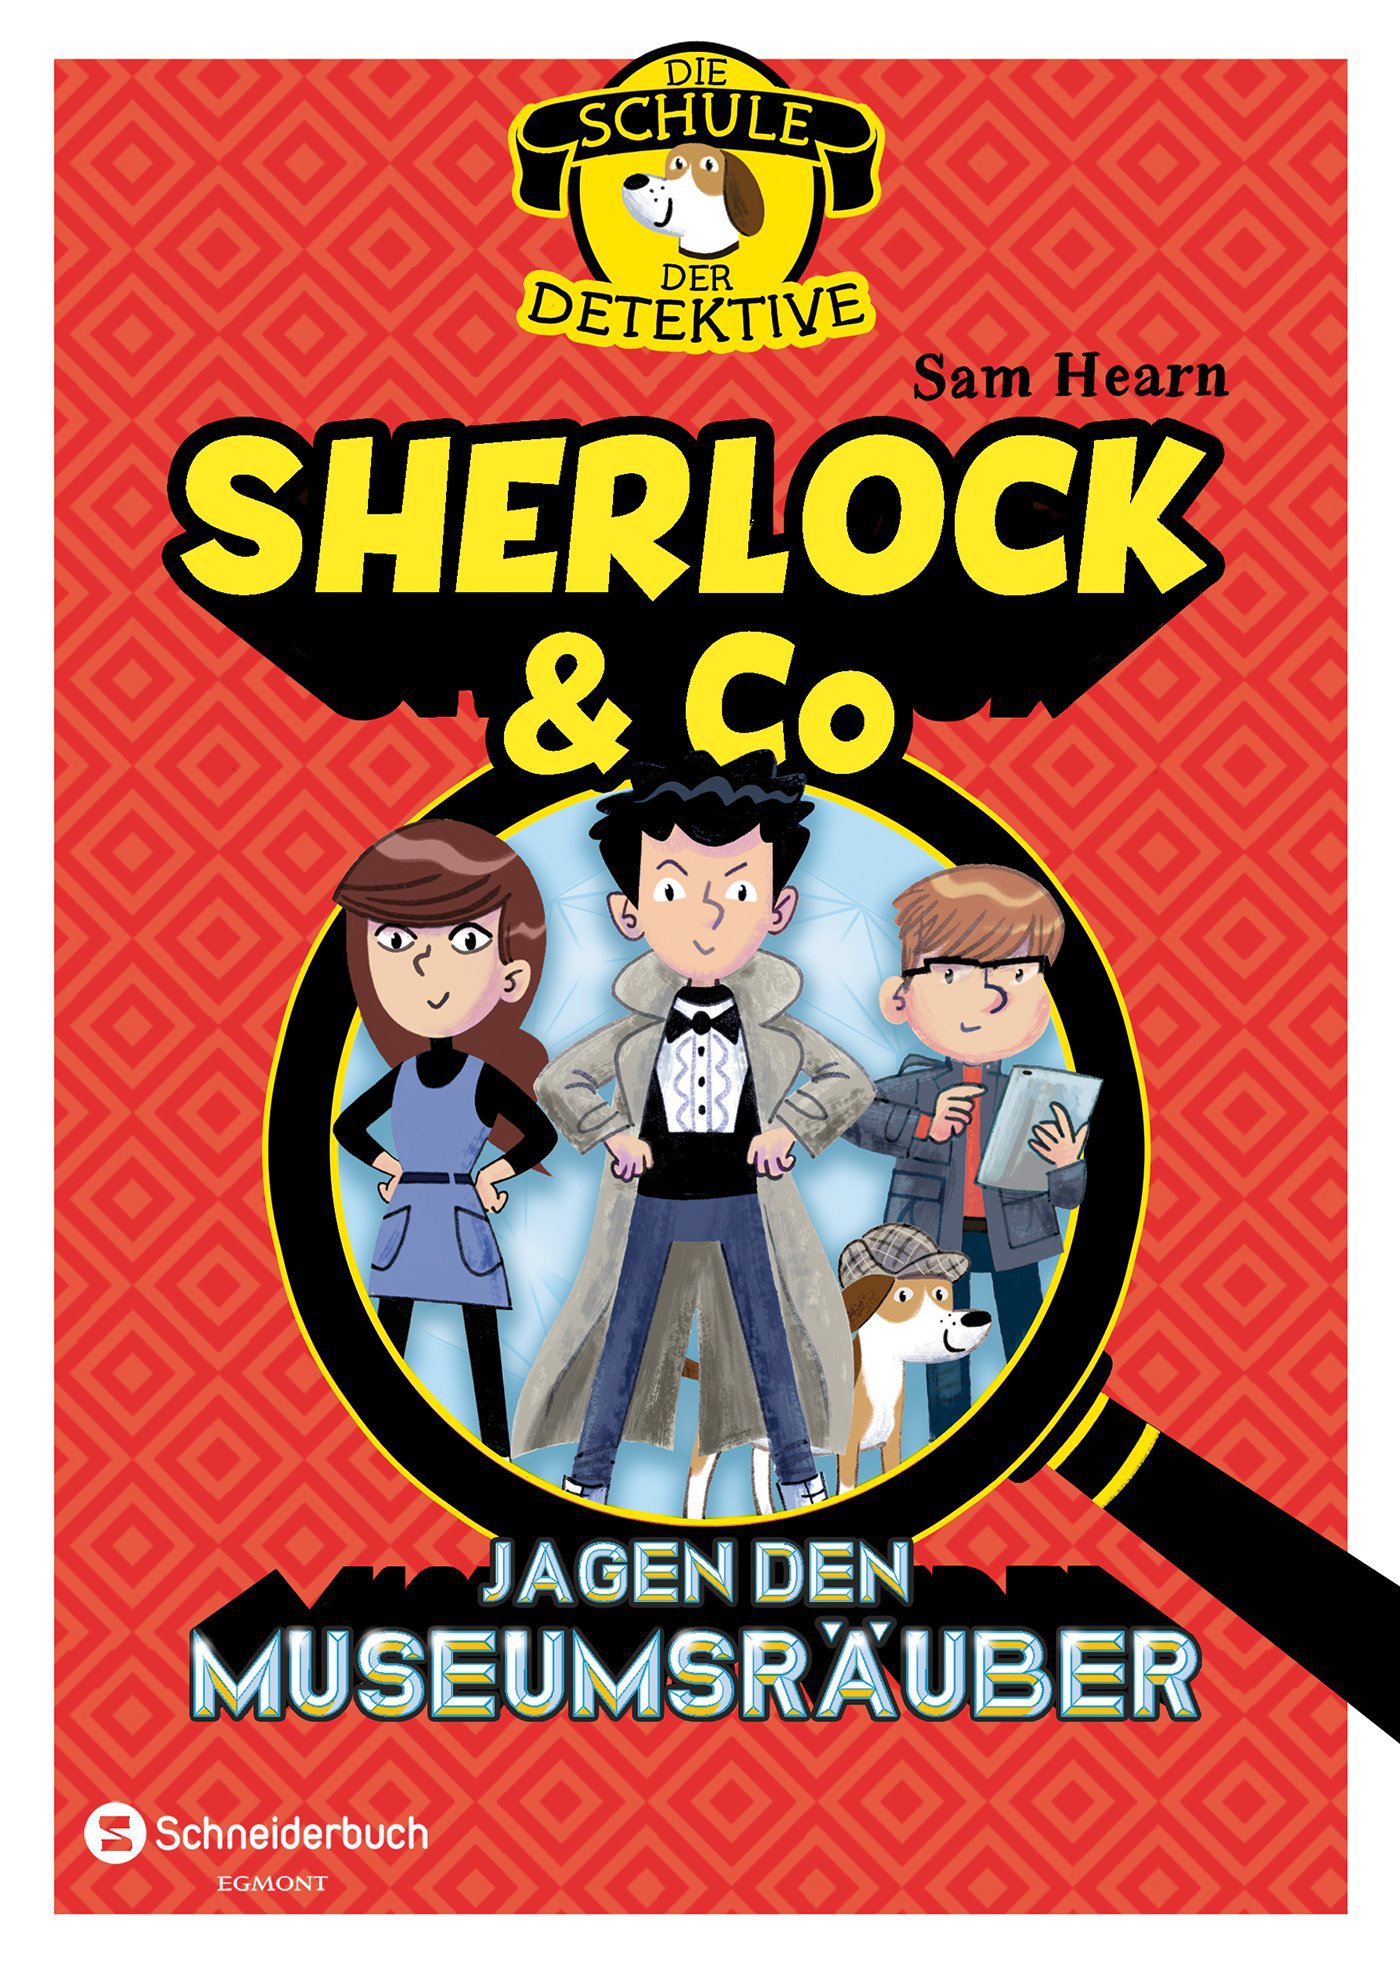 DIE
SCHULE
DER
DETEKTIVE
Sam Hearn
SHERLOCK
& Co
JAGEN DEN
MUSEUMSRÄUBER
Schneiderbuch
EGMONT